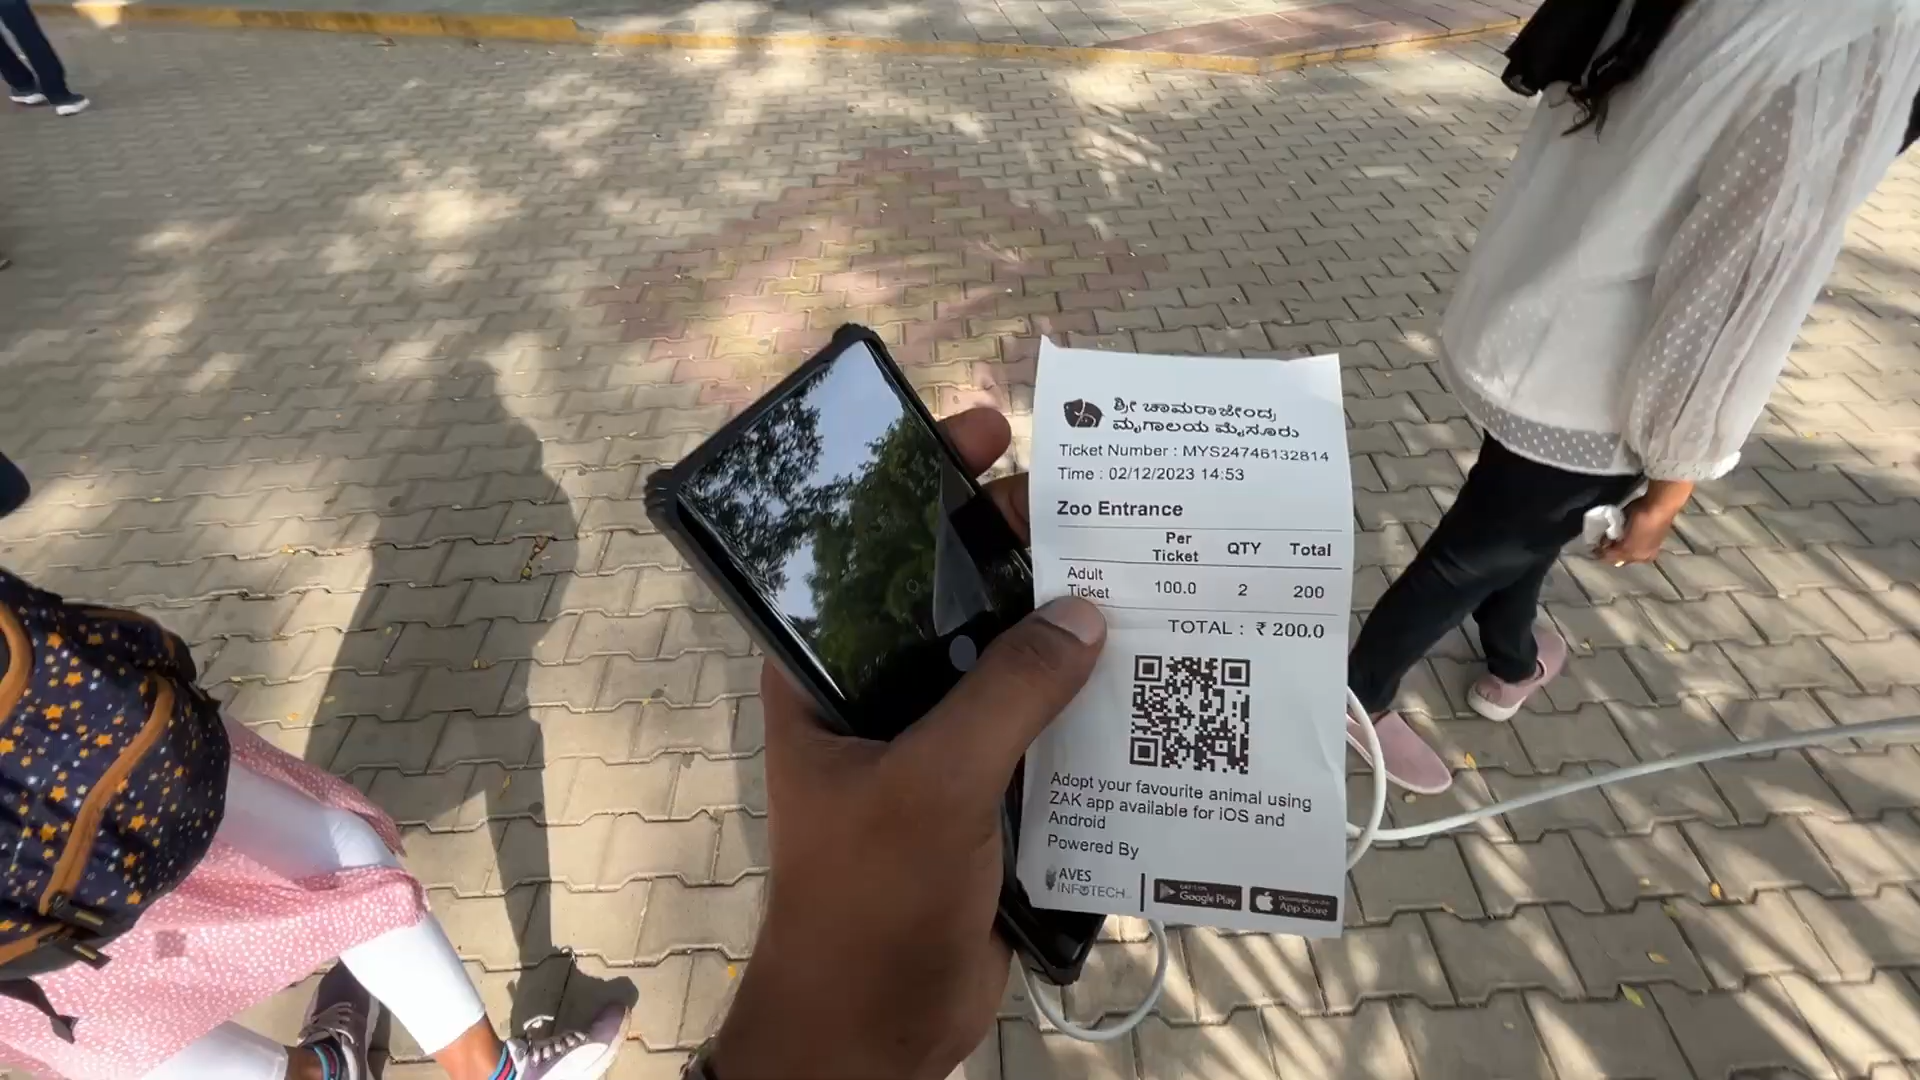 ಶ್ರೀ ಚಾಮರಾಜೇಂದ್ರ
ಮೃಗಾಲಯ ಮೈಸೂರು
Ticket Number : MYS24746132814
Time : 02/12/2023 14:53
Zoo Entrance
Per Ticket QTY Total
Adult Ticket 100.0 2 200
TOTAL : ₹ 200.0
Adopt your favourite animal using
ZAK app available for iOS and
Android
Powered By
AVES
INFOTECH
Google Play
App Store